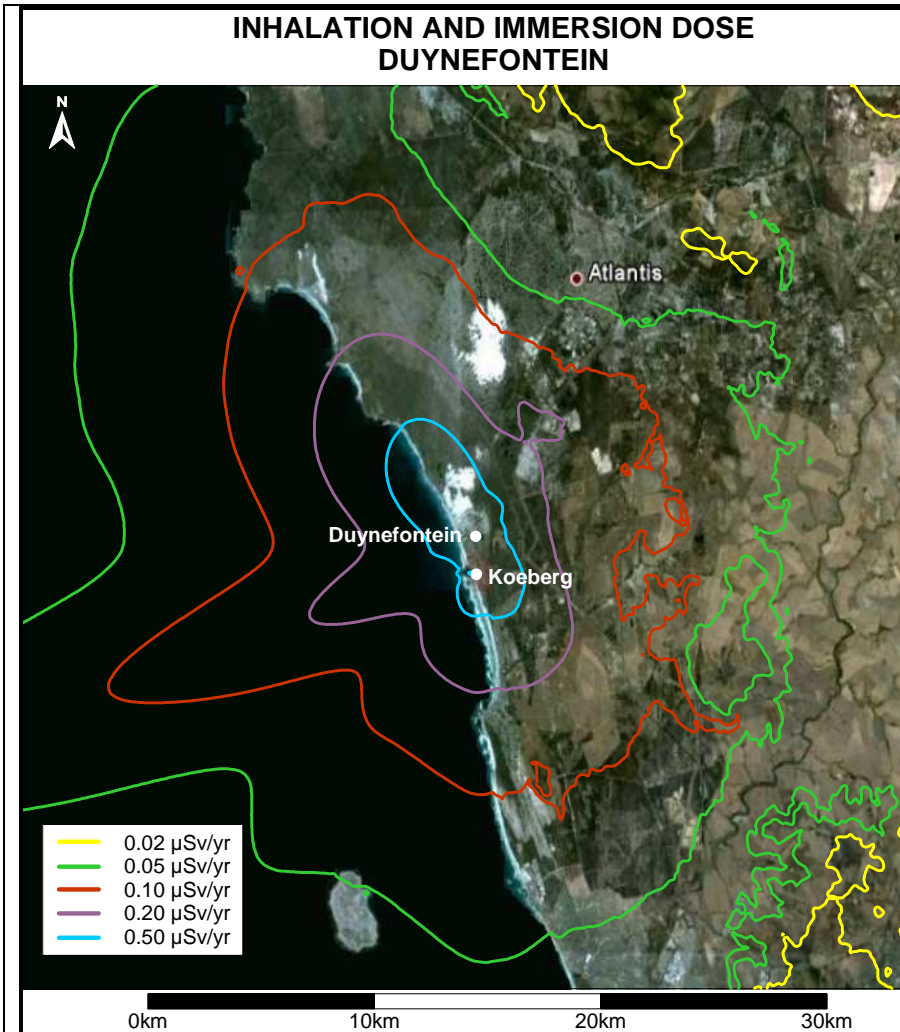 INHALATION AND IMMERSION DOSE
DUYNEFONTEIN
N
Atlantis
Duynefontein
Koeberg
0.02 µSv/yr
0.05 µSv/yr
0.10 µSv/yr
0.20 µSv/yr
0.50 µSv/yr
0km 10km 20km 30km